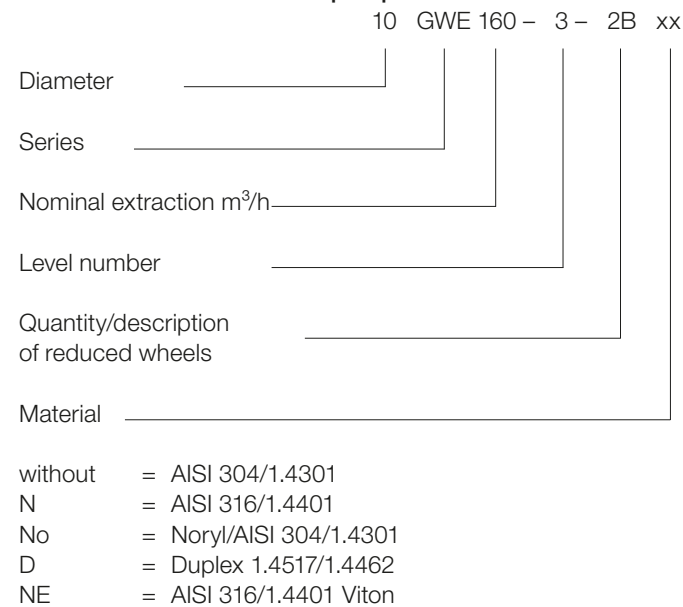 10 GWE 160 – 3 – 2B xx
Diameter
Series
Nominal extraction m³/h
Level number
Quantity/description
of reduced wheels
Material
without = AISI 304/1.4301
N = AISI 316/1.4401
No = Noryl/AISI 304/1.4301
D = Duplex 1.4517/1.4462
NE = AISI 316/1.4401 Viton